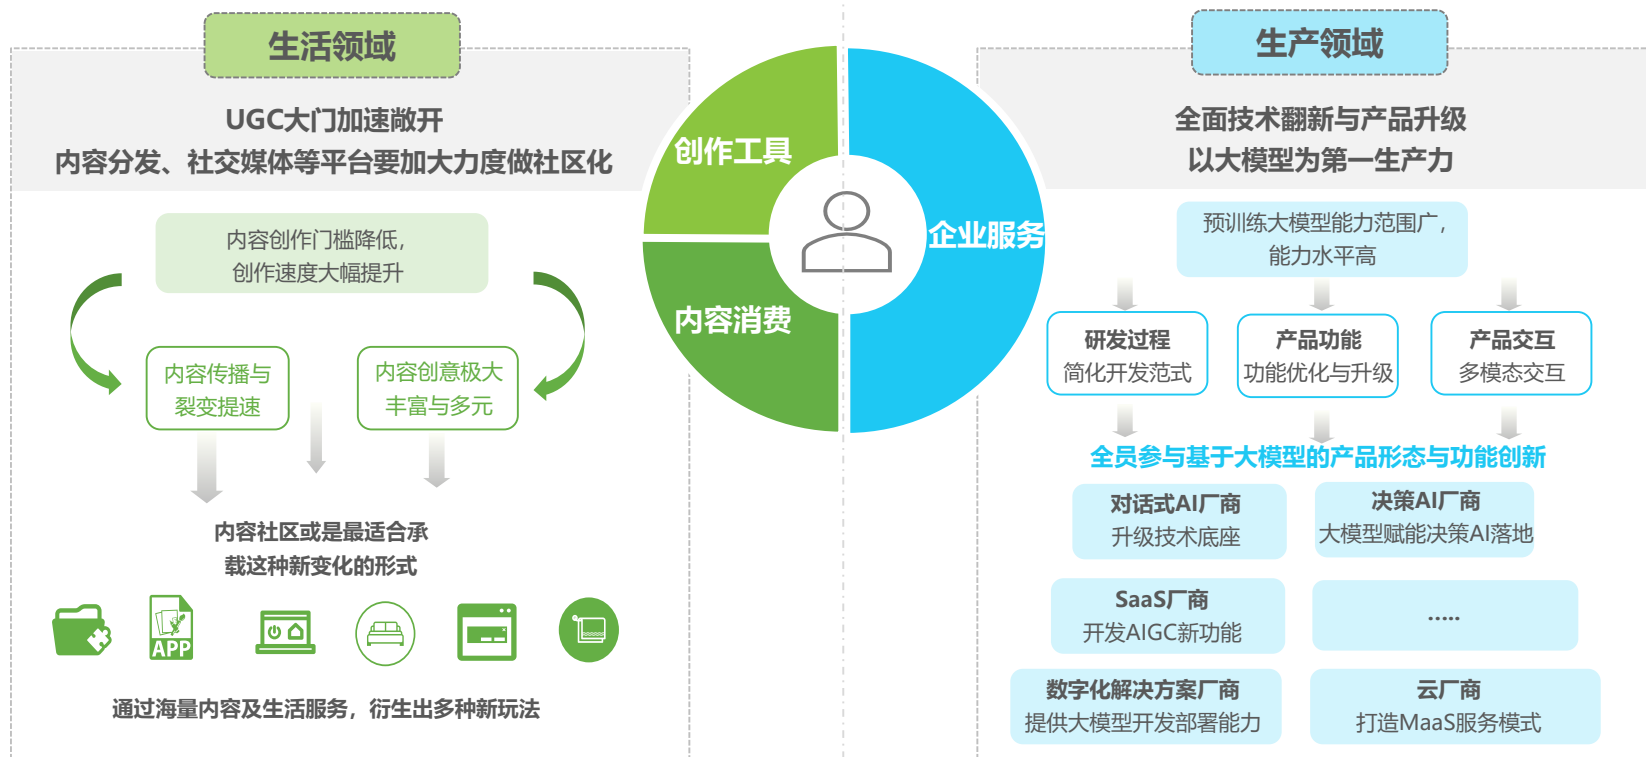 生活领域
UGC大门加速敞开
内容分发、社交媒体等平台要加大力度做社区化
内容创作门槛降低，
创作速度大幅提升
内容传播与
裂变提速
内容创意极大
丰富与多元
内容社区或是最适合承
载这种新变化的形式
APP
通过海量内容及生活服务，衍生出多种新玩法
创作工具
内容消费
企业服务
生产领域
全面技术翻新与产品升级
以大模型为第一生产力
预训练大模型能力范围广，
能力水平高
研发过程
简化开发范式
产品功能
功能优化与升级
产品交互
多模态交互
全员参与基于大模型的产品形态与功能创新
对话式AI厂商
升级技术底座
决策AI厂商
大模型赋能决策AI落地
SaaS厂商
开发AIGC新功能
.....
数字化解决方案厂商
提供大模型开发部署能力
云厂商
打造MaaS服务模式